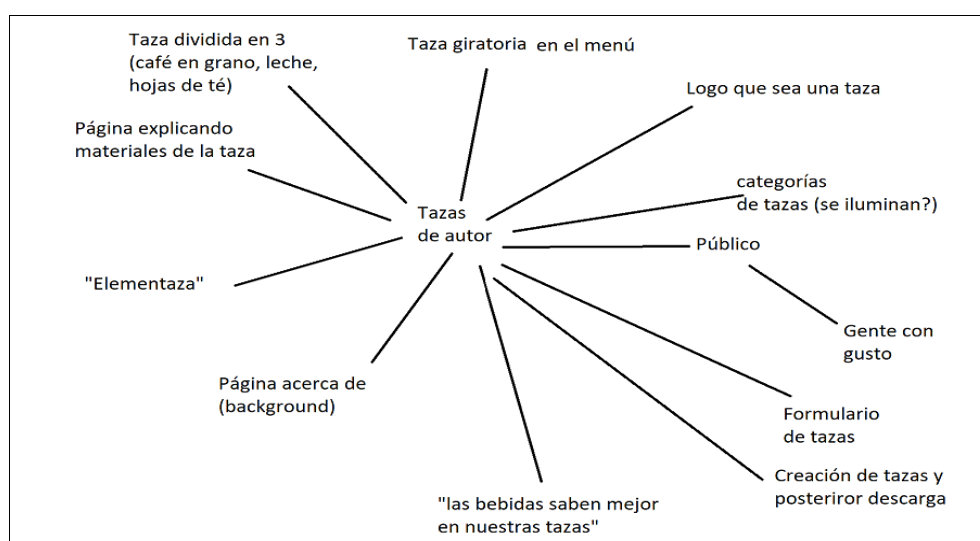 Taza dividida en 3
(café en grano, leche,
hojas de té)
Taza giratoria en el menú
Logo que sea una taza
Página explicando
materiales de la taza
categorías
de tazas (se iluminan?)
Tazas
de autor
Público
"Elementaza"
Gente con
gusto
Página acerca de
(background)
Formulario
de tazas
Creación de tazas y
posteriror descarga
"las bebidas saben mejor
en nuestras tazas"